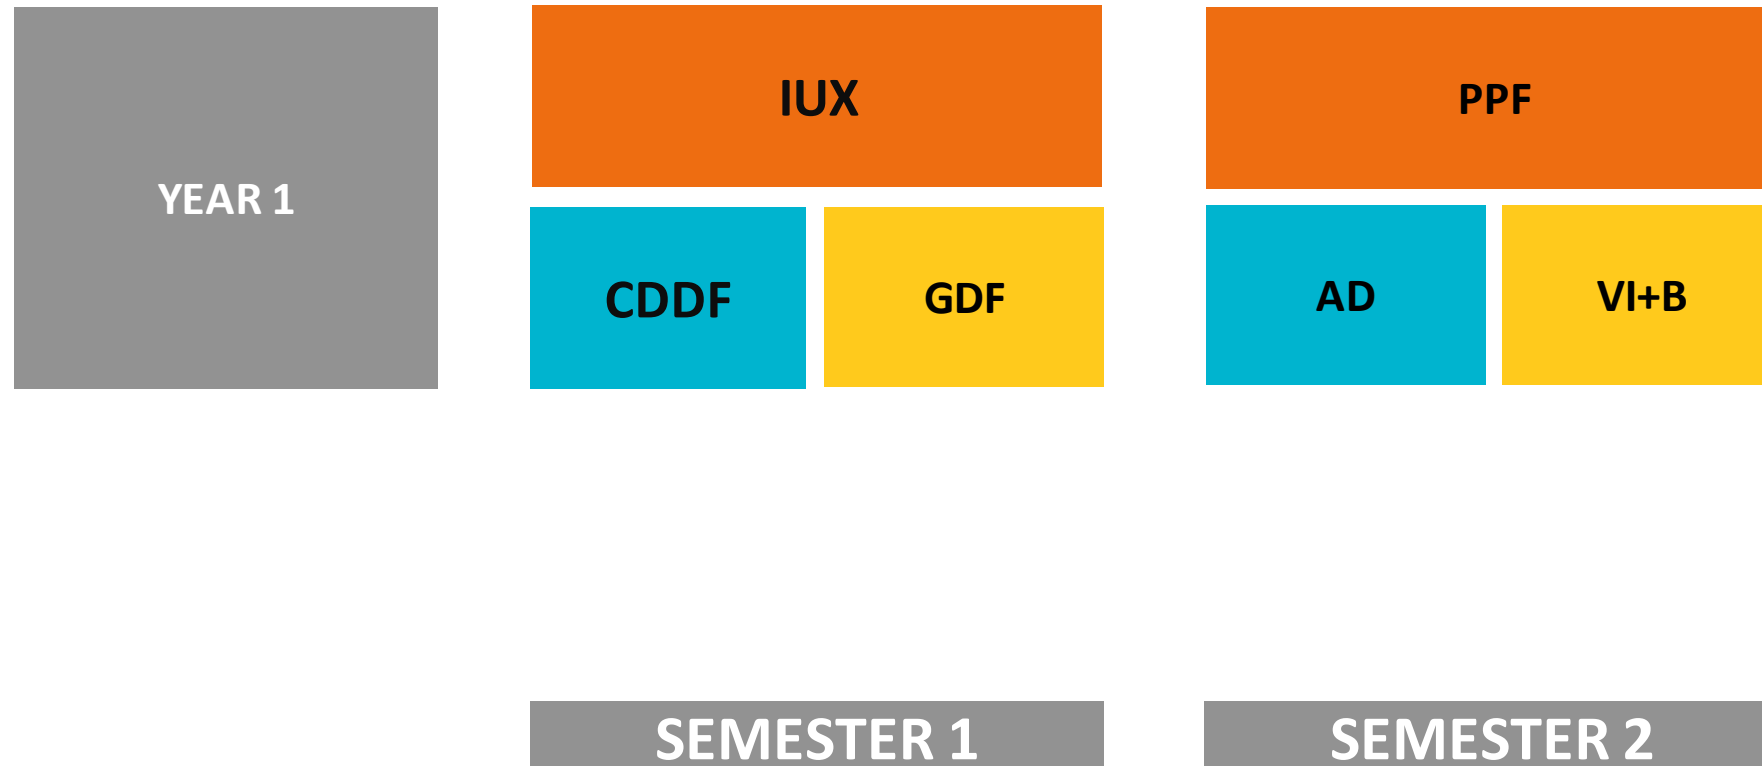 YEAR 1
IUX
CDDF
GDF
PPF
AD
VI+B
SEMESTER 1
SEMESTER 2